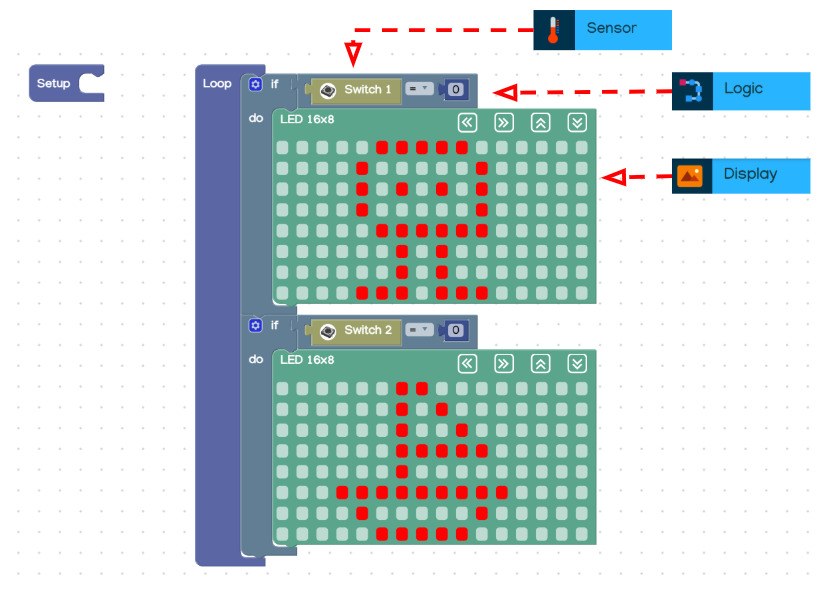 Sensor
Setup
Loop
if
Switch 1
=
0
Logic
do
LED 16x8
Display
if
Switch 2
=
0
do
LED 16x8